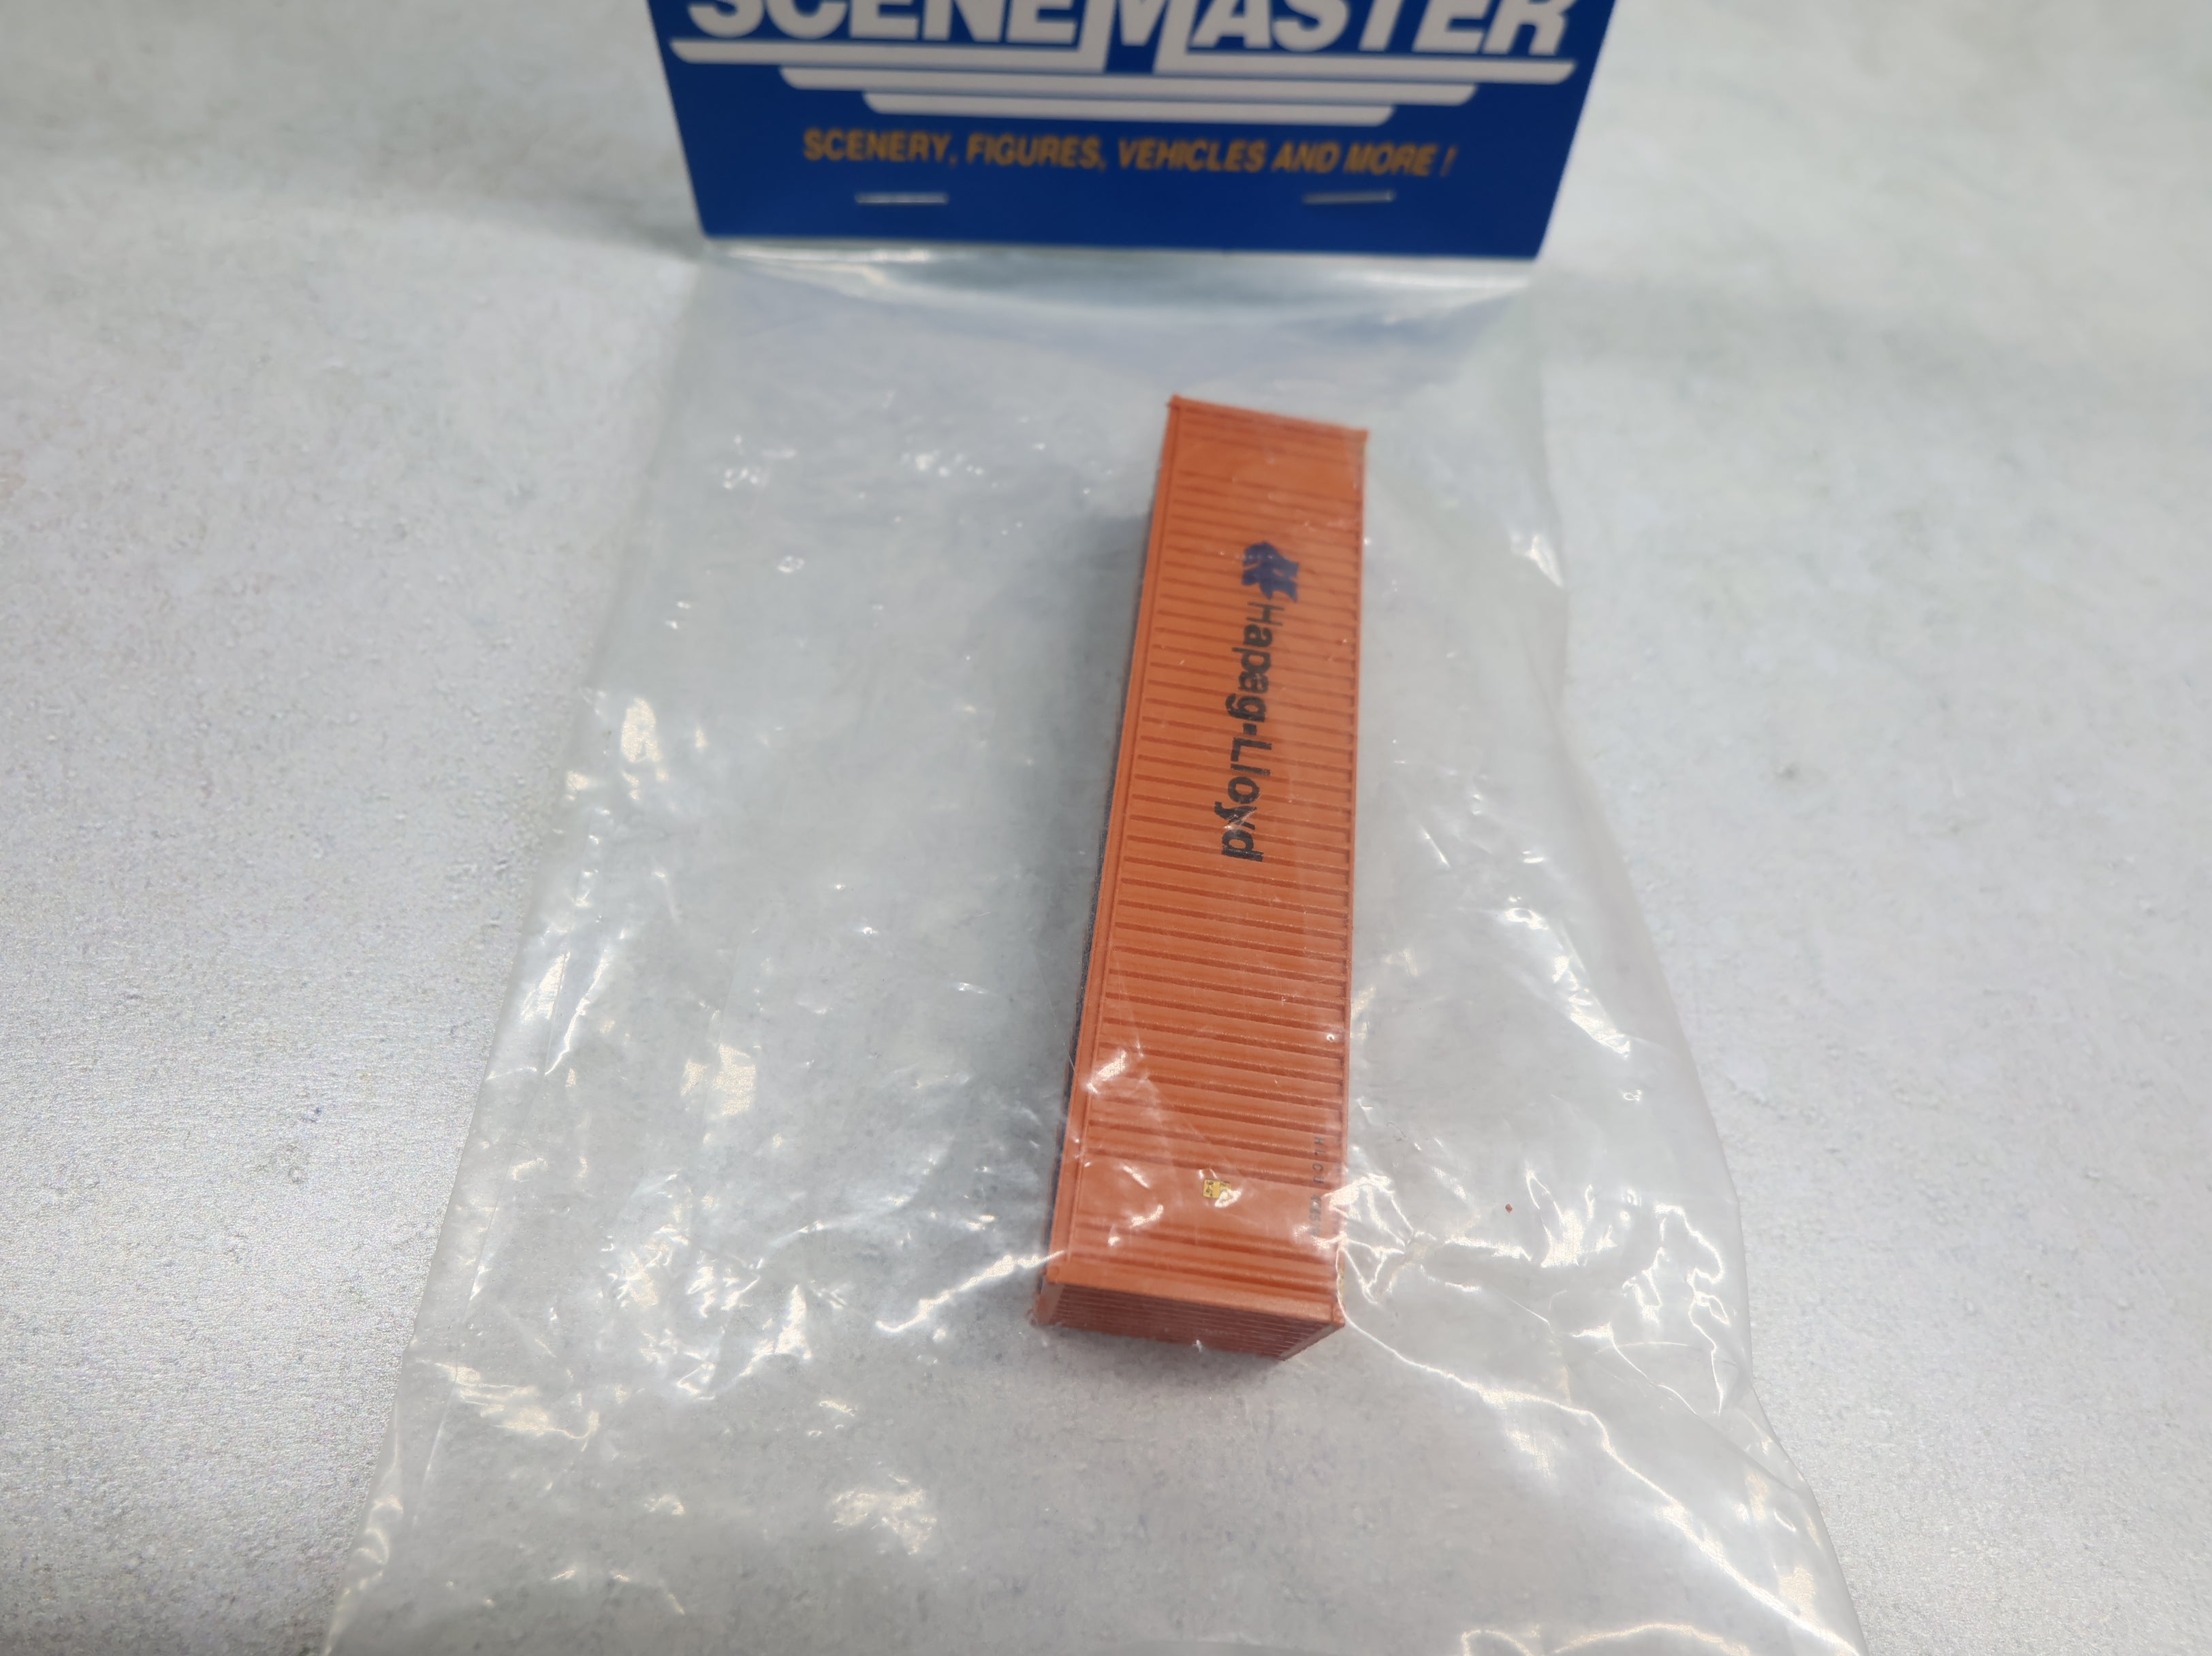 SCENEMASTER
SCENERY, FIGURES, VEHICLES AND MORE!
Hapag-Lloyd